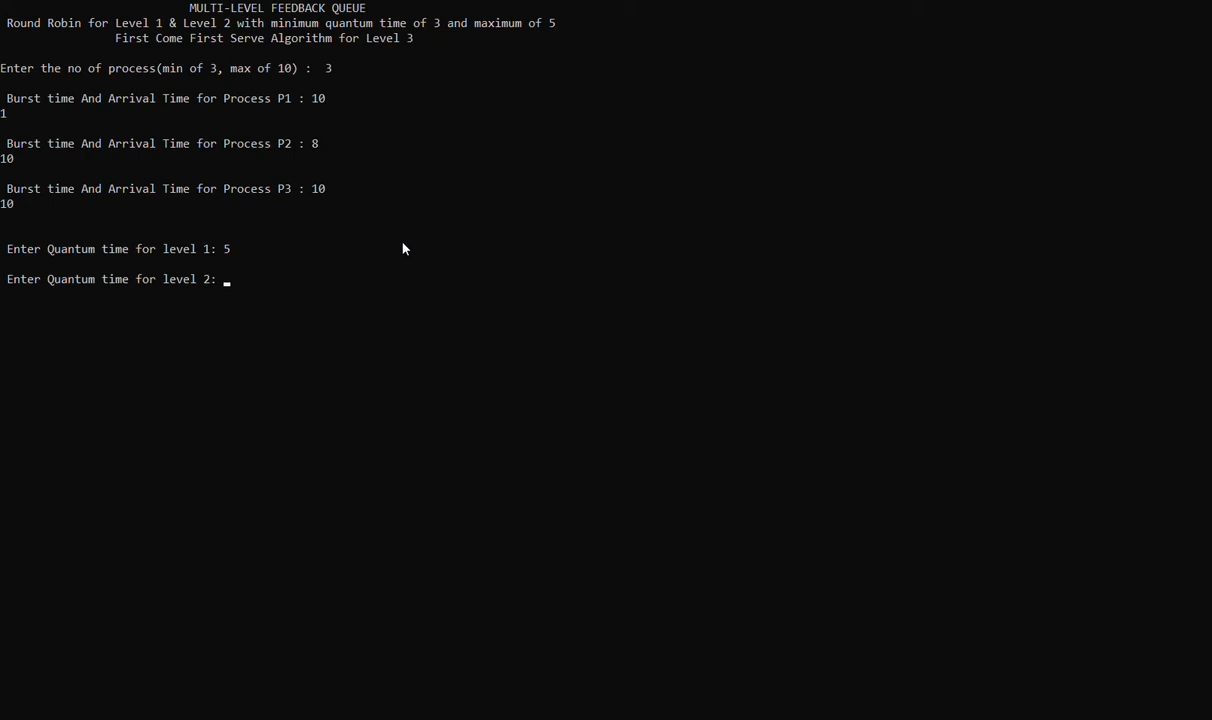 MULTI-LEVEL FEEDBACK QUEUE
Round Robin for Level 1 & Level 2 with minimum quantum time of 3 and maximum of 5
First Come First Serve Algorithm for Level 3
Enter the no of process(min of 3, max of 10) :  3
Burst time And Arrival Time for Process P1 : 10
1
Burst time And Arrival Time for Process P2 : 8
10
Burst time And Arrival Time for Process P3 : 10
10
Enter Quantum time for level 1: 5
Enter Quantum time for level 2: